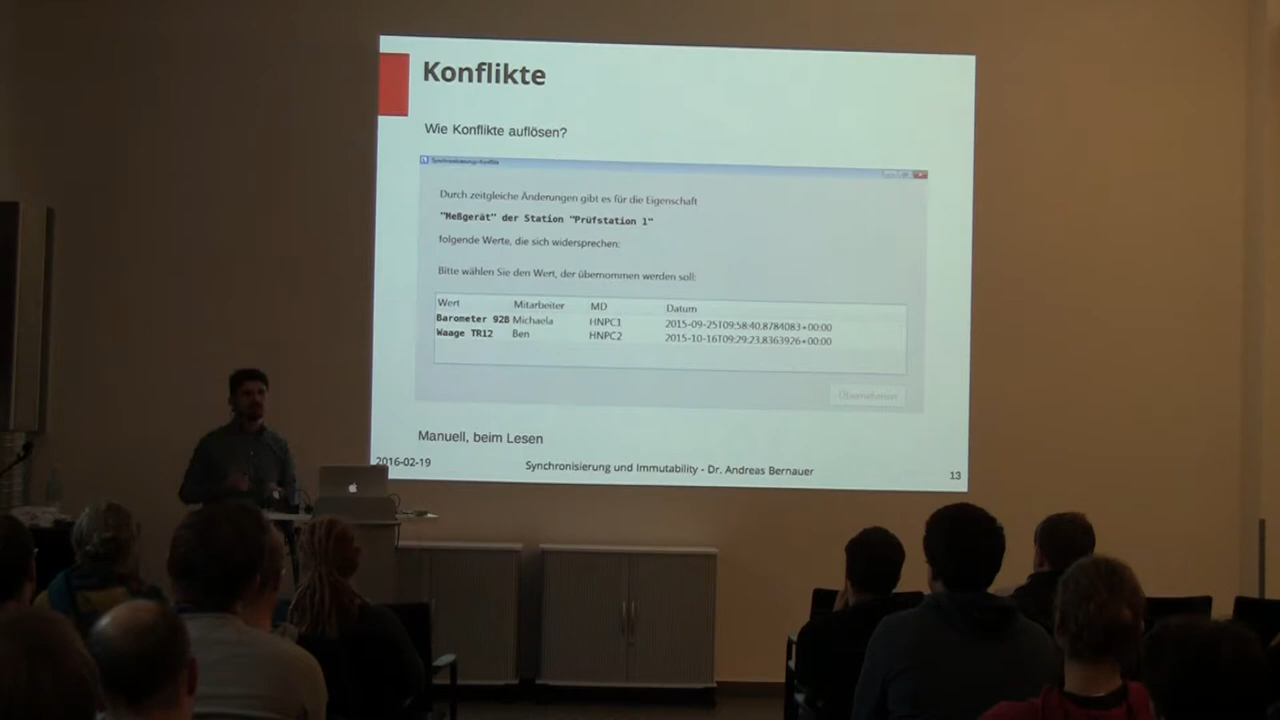 Konflikte
Wie Konflikte auflösen?
Synchronisierungs-Konflikte
Durch zeitgleiche Änderungen gibt es für die Eigenschaft
"Meßgerät" der Station "Prüfstation 1"
folgende Werte, die sich widersprechen:
Bitte wählen Sie den Wert, der übernommen werden soll:
Wert Mitarbeiter MD Datum
Barometer 92B Michaela HNPC1 2015-09-25T09:58:40.8784083+00:00
Waage TR12 Ben HNPC2 2015-10-16T09:29:23.8363926+00:00
Übernehmen
Manuell, beim Lesen
2016-02-19 Synchronisierung und Immutability - Dr. Andreas Bernauer 13